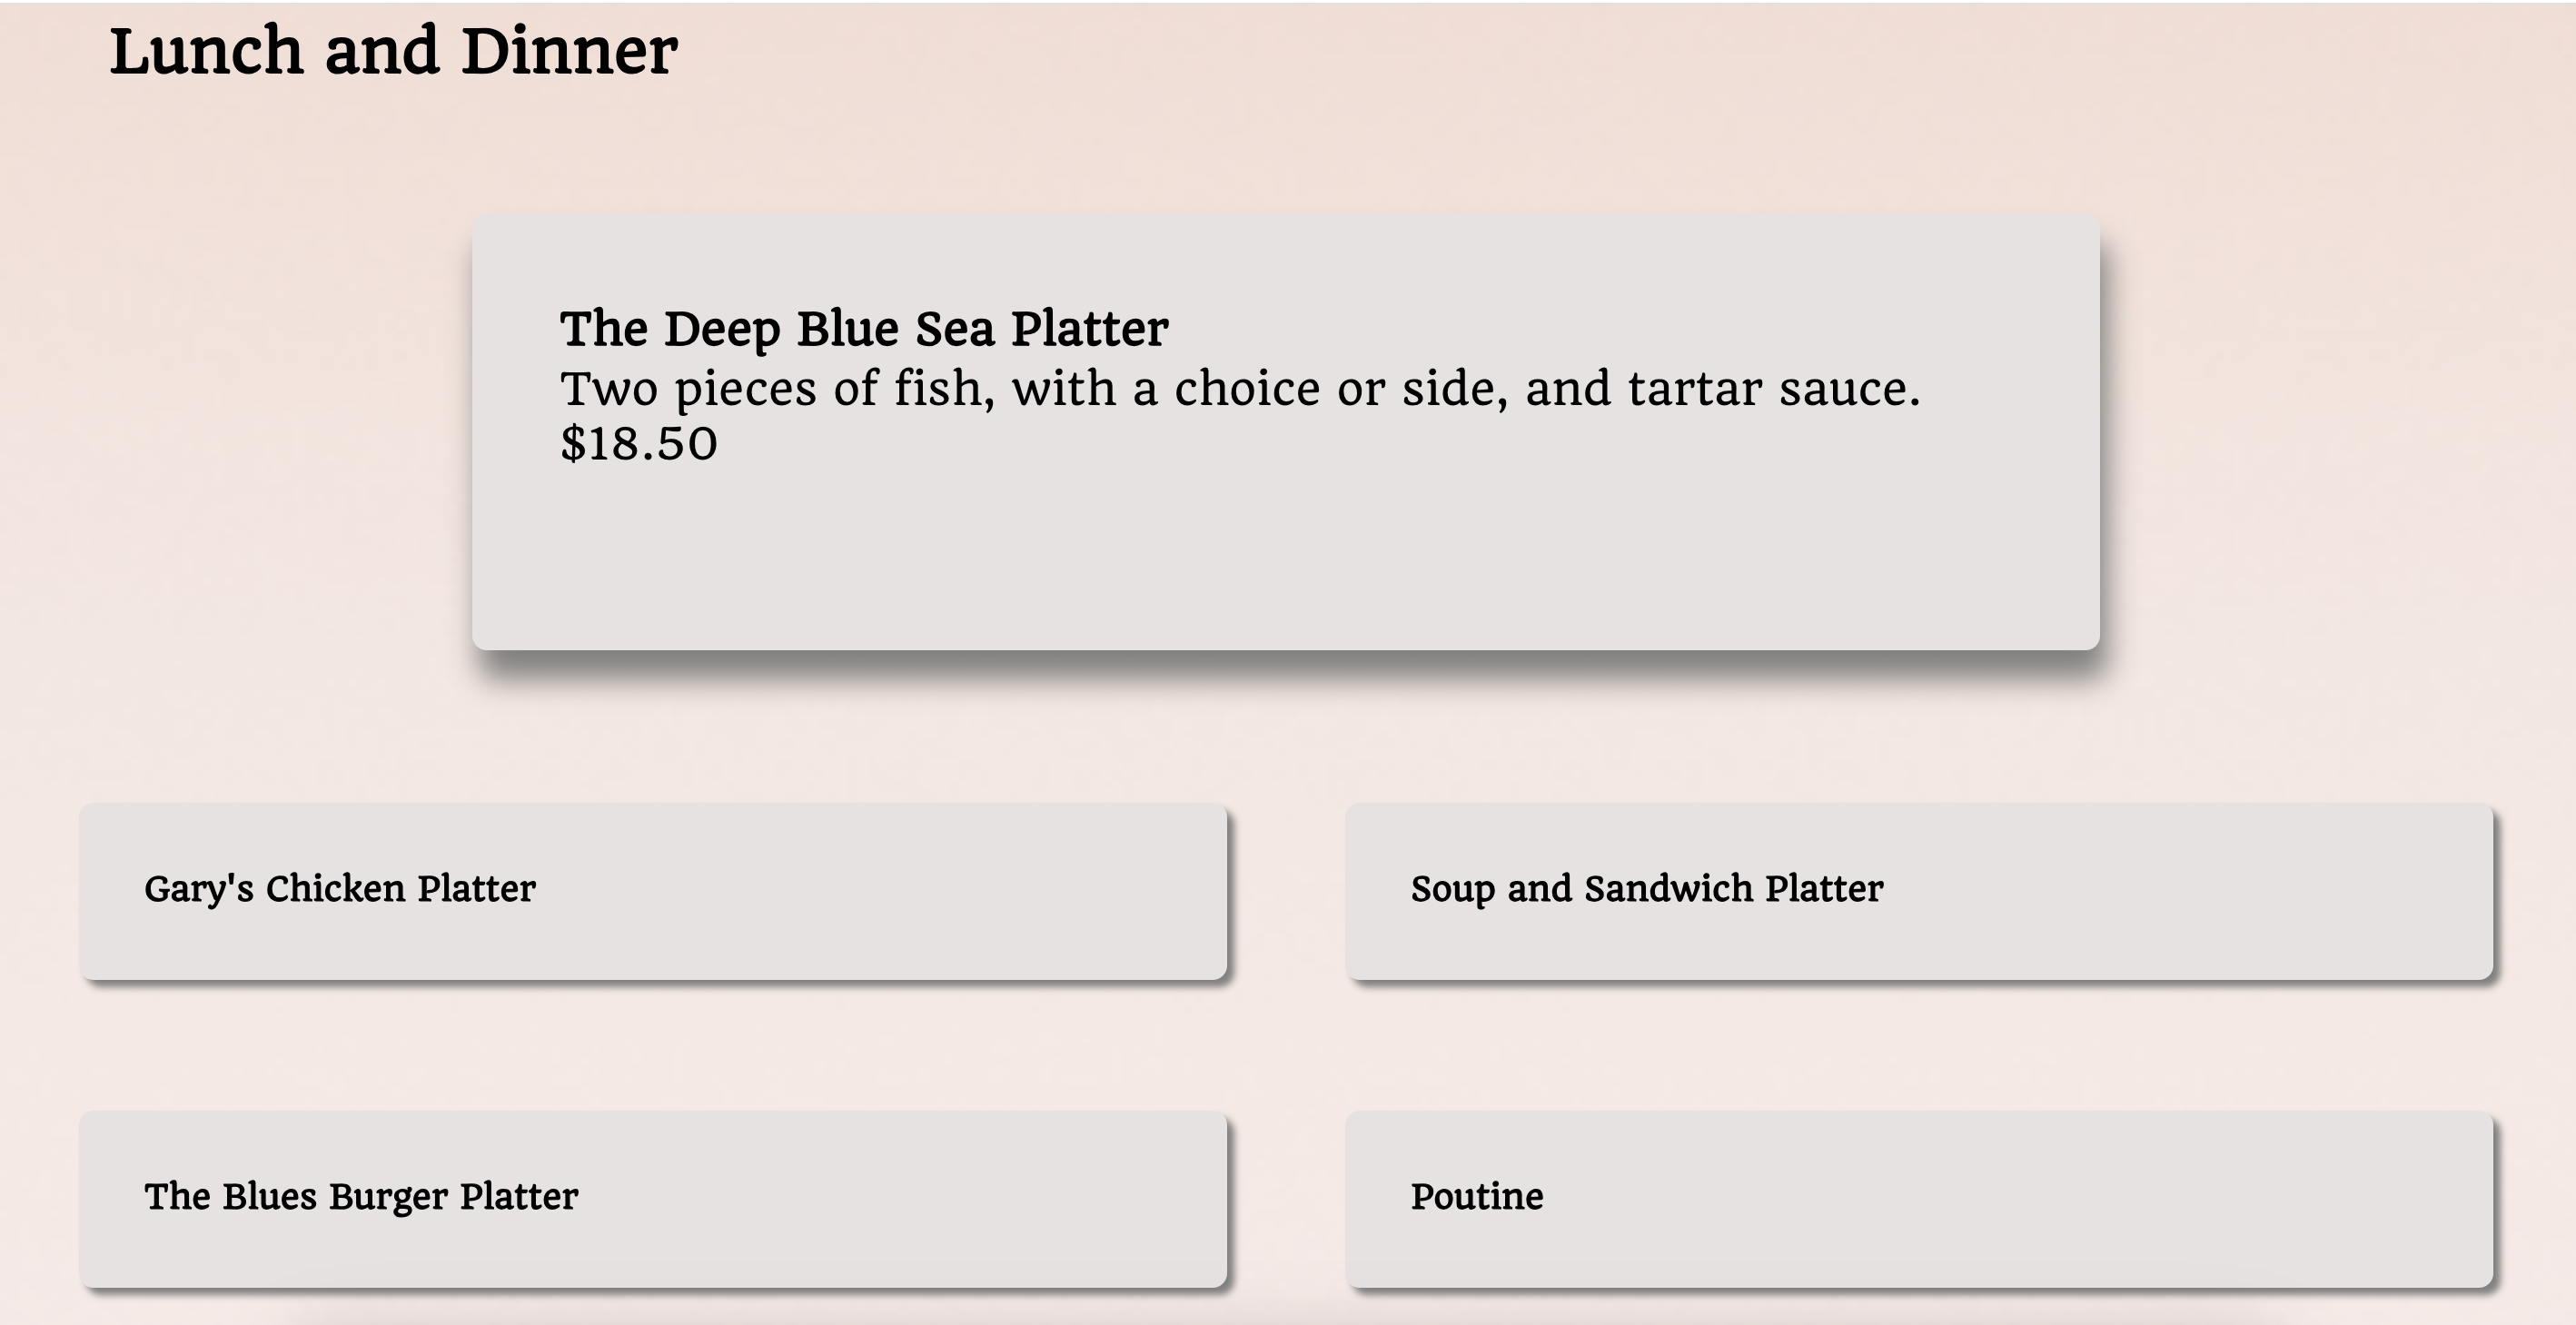 Lunch and Dinner
The Deep Blue Sea Platter
Two pieces of fish, with a choice or side, and tartar sauce.
$18.50
Gary's Chicken Platter
Soup and Sandwich Platter
The Blues Burger Platter
Poutine